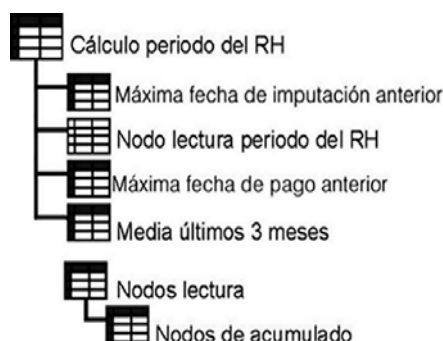 Cálculo periodo del RH
Máxima fecha de imputación anterior
Nodo lectura periodo del RH
Máxima fecha de pago anterior
Media últimos 3 meses
Nodos lectura
Nodos de acumulado